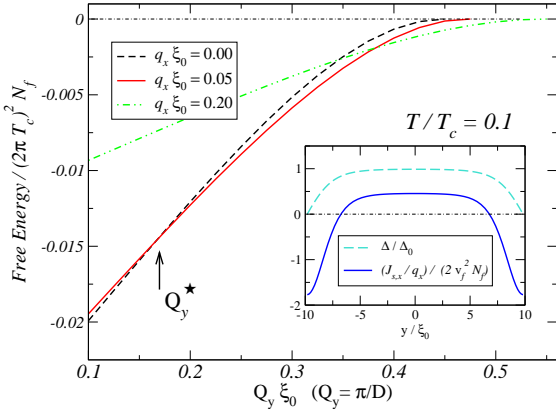 0
-0.005
-0.01
-0.015
-0.02
Free Energy / (2π T_c)^2 N_f
q_x ξ_0 = 0.00
q_x ξ_0 = 0.05
q_x ξ_0 = 0.20
T / T_c = 0.1
1
0
-1
-2
Δ / Δ_0
(J_{s,x} / q_x) / (2 v_f^2 N_f)
-10 -5 0 5 10
y / ξ_0
Q_y^★
0.1 0.2 0.3 0.4 0.5
Q_y ξ_0 (Q_y = π/D)